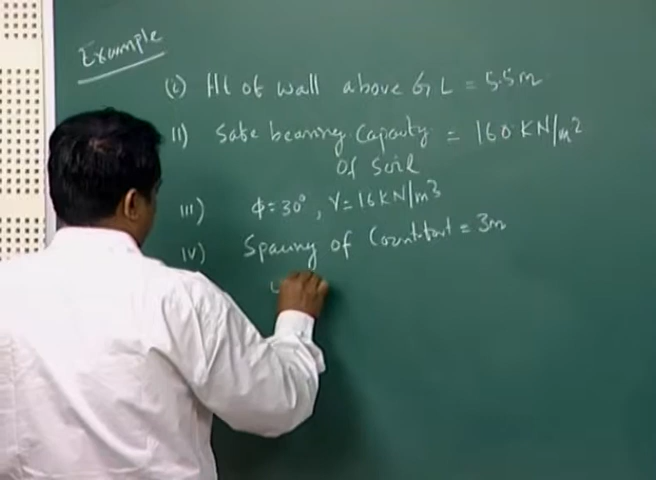 Example
(i) Ht of wall above G.L = 5.5m
ii) Safe bearing Capacity = 160 KN/m²
of Soil
iii) φ = 30°, γ = 16 KN/m³
iv) Spacing of Counterfort = 3m